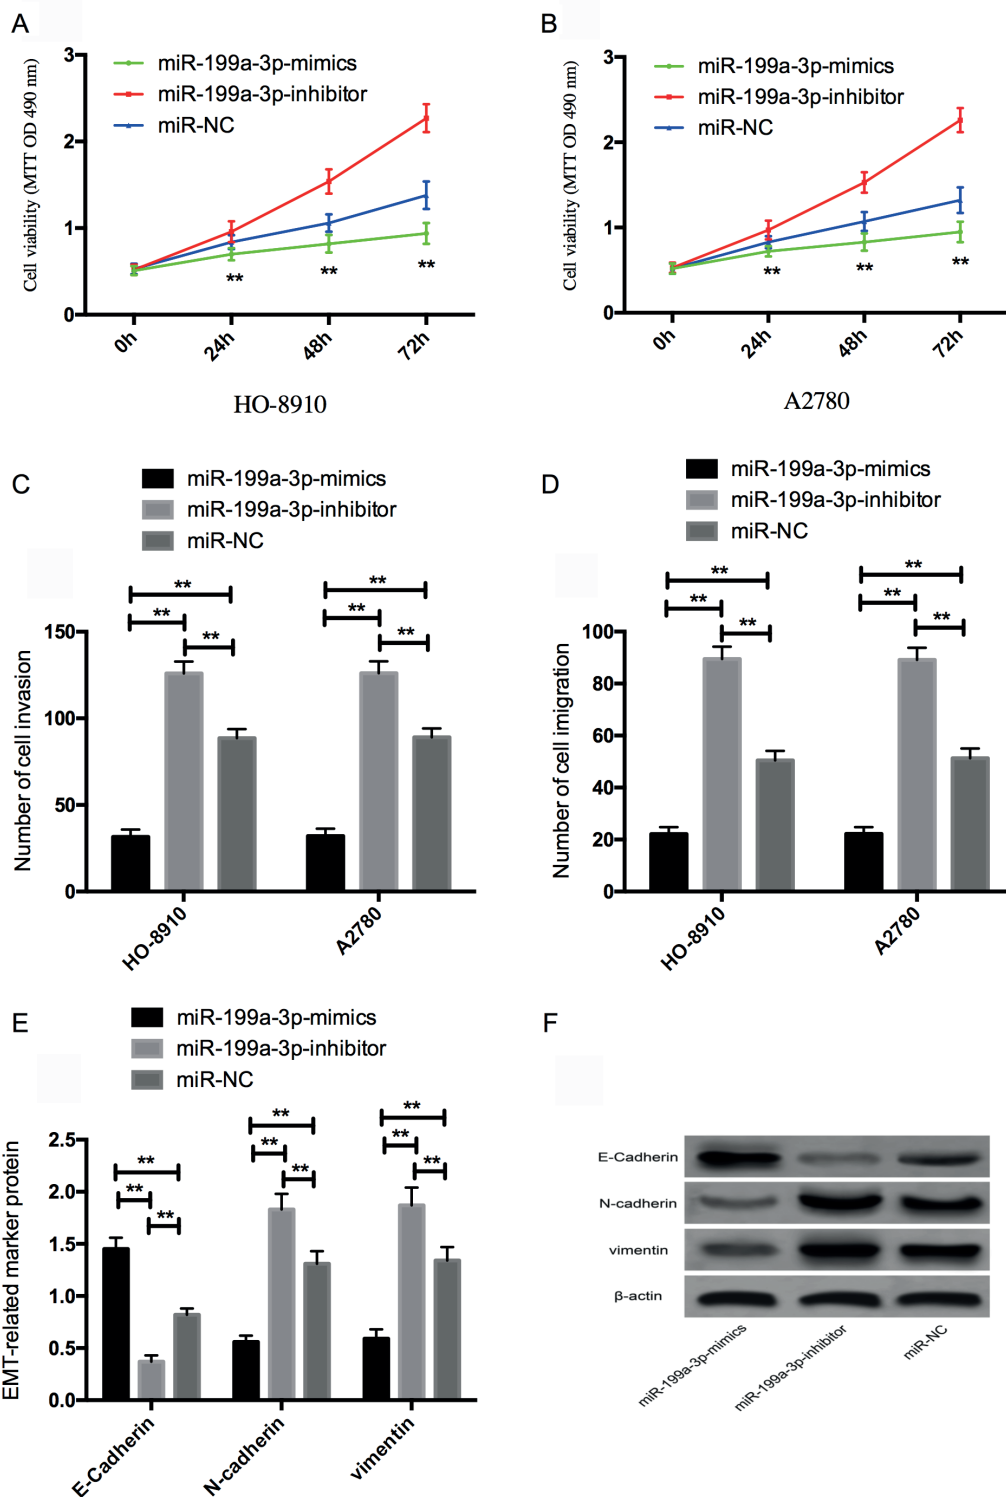 A
miR-199a-3p-mimics
miR-199a-3p-inhibitor
miR-NC
Cell viability (MTT OD 490 nm)
3
2
1
0
0h
24h
48h
72h
**
**
**
HO-8910
B
miR-199a-3p-mimics
miR-199a-3p-inhibitor
miR-NC
Cell viability (MTT OD 490 nm)
3
2
1
0
0h
24h
48h
72h
**
**
**
A2780
C
miR-199a-3p-mimics
miR-199a-3p-inhibitor
miR-NC
Number of cell invasion
150
100
50
0
**
**
**
**
**
**
HO-8910
A2780
D
miR-199a-3p-mimics
miR-199a-3p-inhibitor
miR-NC
Number of cell imigration
100
80
60
40
20
0
**
**
**
**
**
**
HO-8910
A2780
E
miR-199a-3p-mimics
miR-199a-3p-inhibitor
miR-NC
EMT-related marker protein
2.5
2.0
1.5
1.0
0.5
0.0
**
**
**
**
**
**
**
**
**
E-Cadherin
N-cadherin
vimentin
F
E-Cadherin
N-cadherin
vimentin
β-actin
miR-199a-3p-mimics
miR-199a-3p-inhibitor
miR-NC